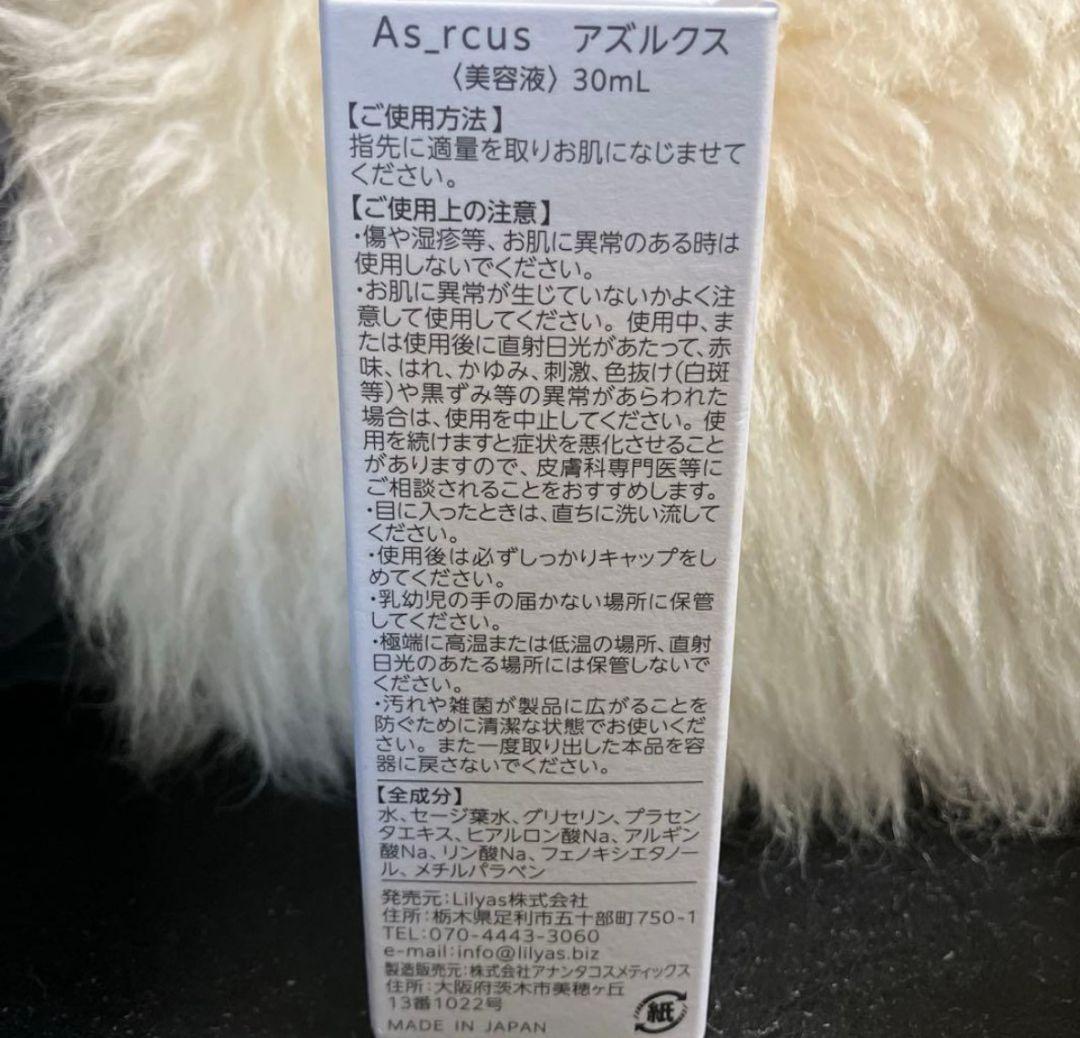 As_rcus アズルクス
〈美容液〉 30mL
【ご使用方法】
指先に適量を取りお肌になじませて
ください。
【ご使用上の注意】
・傷や湿疹等、お肌に異常のある時は
使用しないでください。
・お肌に異常が生じていないかよく注
意して使用してください。使用中、ま
たは使用後に直射日光があたって、赤
味、はれ、かゆみ、刺激、色抜け(白斑
等)や黒ずみ等の異常があらわれた
場合は、使用を中止してください。使
用を続けますと症状を悪化させること
がありますので、皮膚科専門医等に
ご相談されることをおすすめします。
・目に入ったときは、直ちに洗い流して
ください。
・使用後は必ずしっかりキャップをし
めてください。
・乳幼児の手の届かない場所に保管
してください。
・極端に高温または低温の場所、直射
日光のあたる場所には保管しないで
ください。
・汚れや雑菌が製品に広がることを
防ぐために清潔な状態でお使いくだ
さい。また一度取り出した本品を容
器に戻さないでください。
【全成分】
水、セージ葉水、グリセリン、プラセン
タエキス、ヒアルロン酸Na、アルギン
酸Na、リン酸Na、フェノキシエタノー
ル、メチルパラベン
発売元:Lilyas株式会社
住所:栃木県足利市五十部町750-1
TEL:070-4443-3060
e-mail:info@lilyas.biz
製造販売元:株式会社アナンタコスメティックス
住所:大阪府茨木市美穂ヶ丘
13番1022号
MADE IN JAPAN
紙